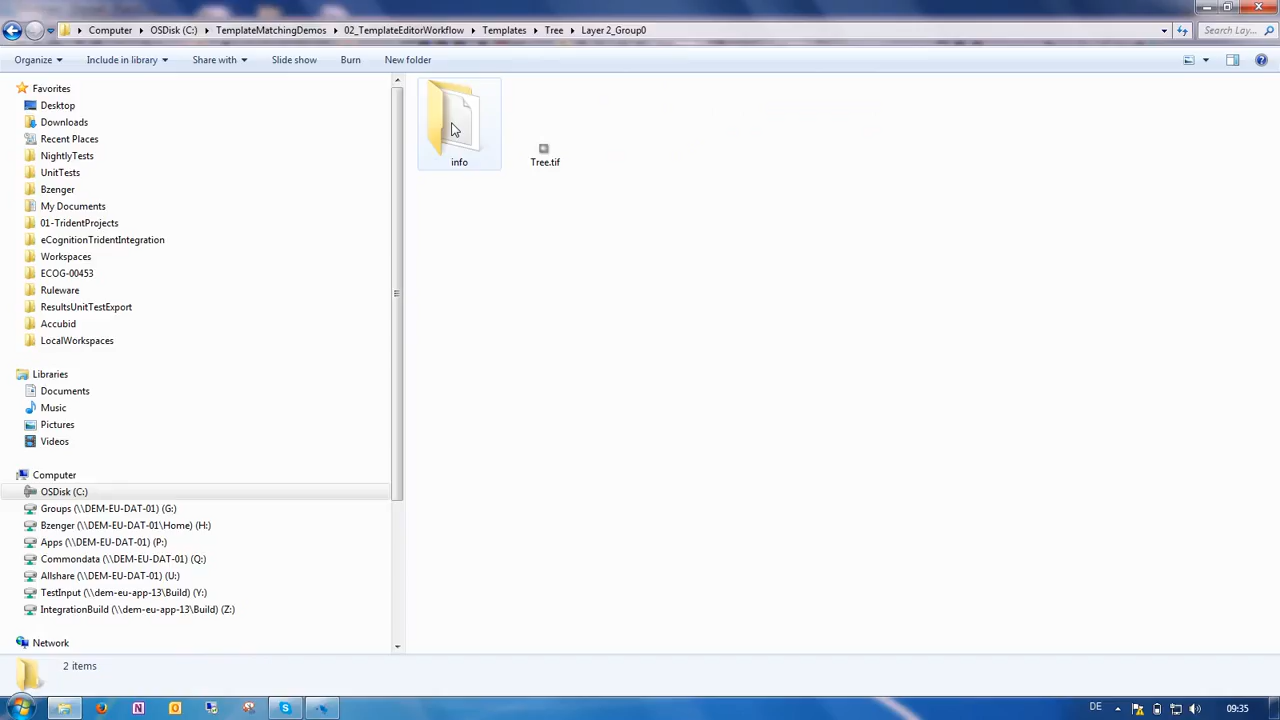 Computer OSDisk (C:) TemplateMatchingDemos 02_TemplateEditorWorkflow Templates Tree Layer 2_Group0
Search Lay...
Organize Include in library Share with Slide show Burn New folder
Favorites
Desktop
Downloads
Recent Places
NightlyTests
UnitTests
Bzenger
My Documents
01-TridentProjects
eCognitionTridentIntegration
Workspaces
ECOG-00453
Ruleware
ResultsUnitTestExport
Accubid
LocalWorkspaces
Libraries
Documents
Music
Pictures
Videos
Computer
OSDisk (C:)
Groups (\\DEM-EU-DAT-01) (G:)
Bzenger (\\DEM-EU-DAT-01\Home) (H:)
Apps (\\DEM-EU-DAT-01) (P:)
Commondata (\\DEM-EU-DAT-01) (Q:)
Allshare (\\DEM-EU-DAT-01) (U:)
TestInput (\\dem-eu-app-13\Build) (Y:)
IntegrationBuild (\\dem-eu-app-13\Build) (Z:)
Network
info
Tree.tif
2 items
DE
09:35